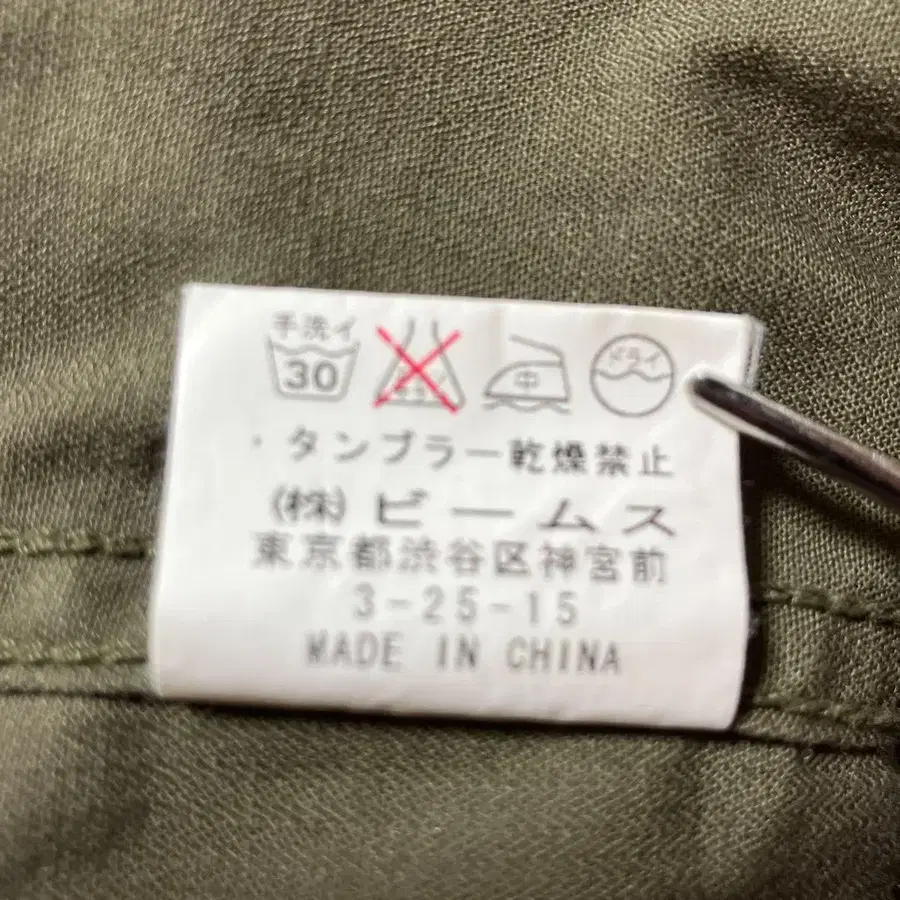 手洗イ
30 中 ドライ
・タンブラー乾燥禁止
(株)ビームス
東京都渋谷区神宮前
3-25-15
MADE IN CHINA